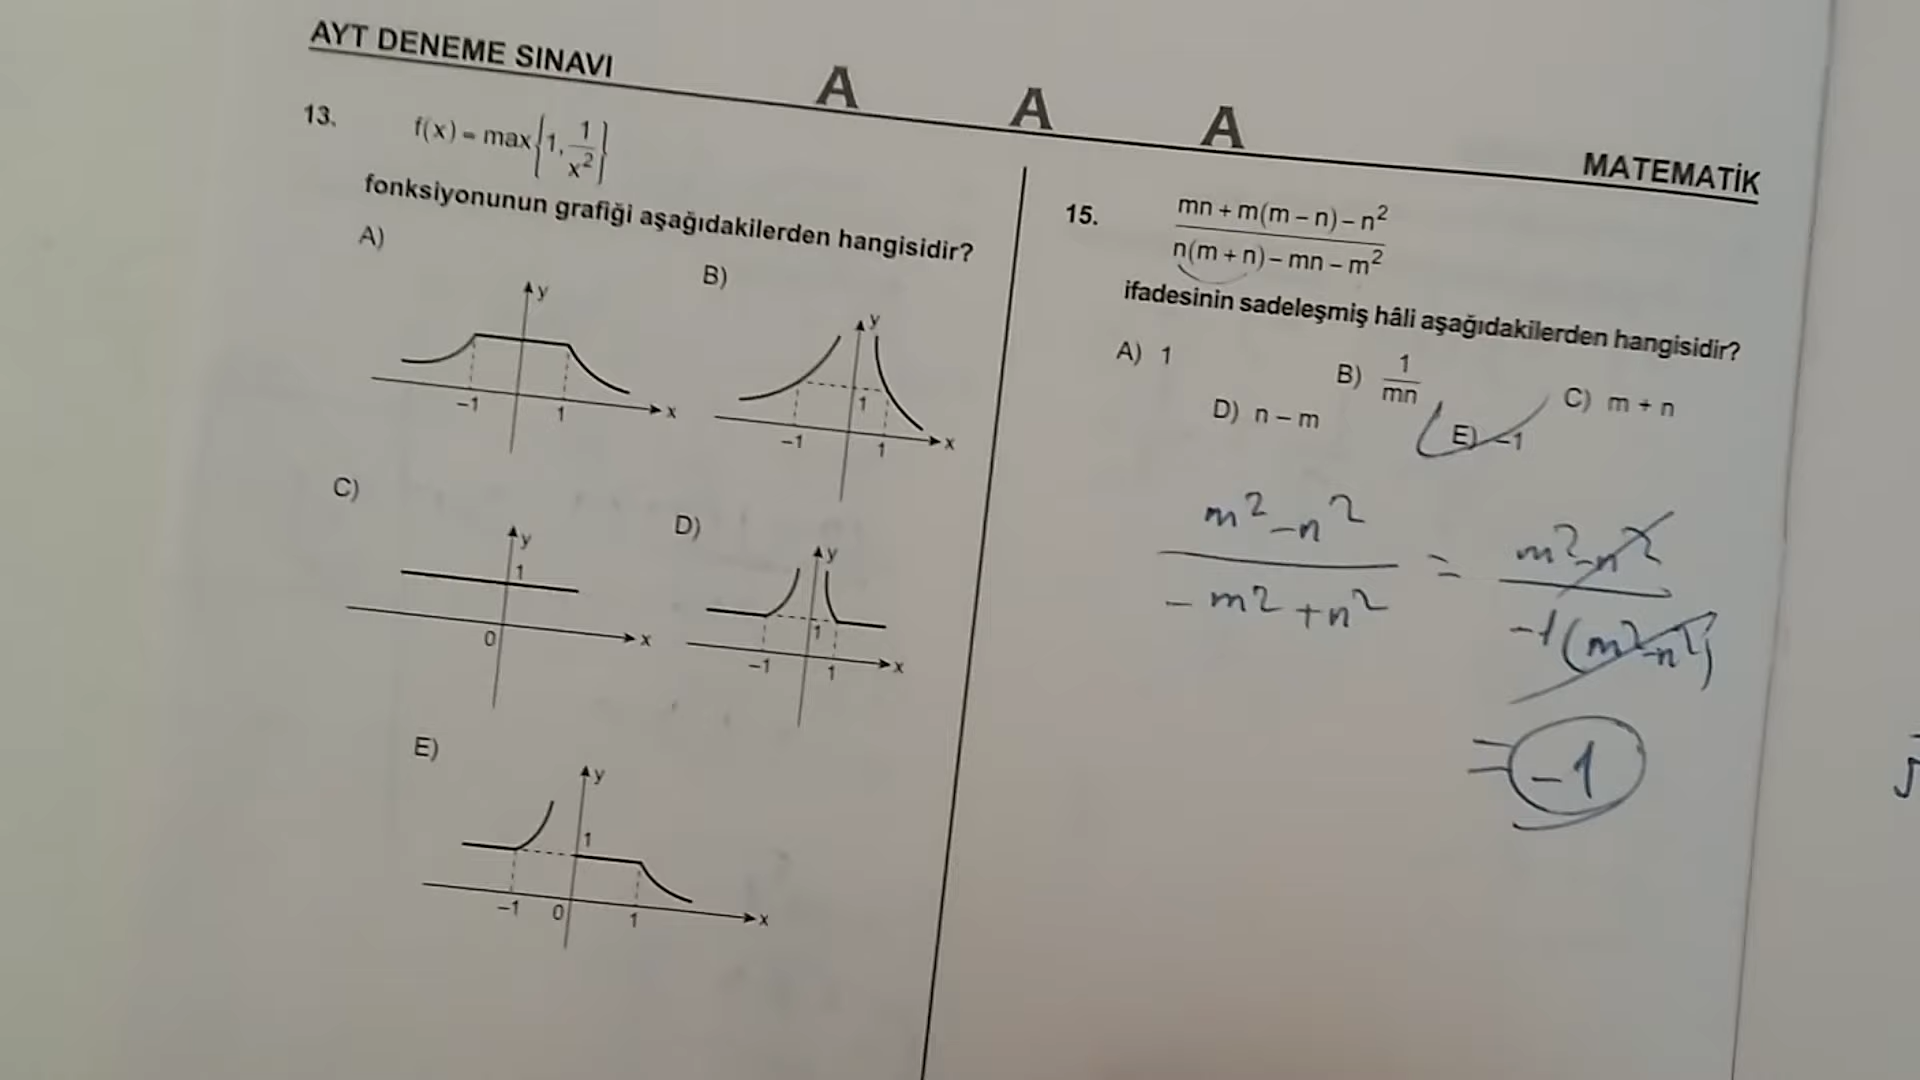 AYT DENEME SINAVI
A A A
MATEMATİK
13. f(x) = max{1, 1/x²}
fonksiyonunun grafiği aşağıdakilerden hangisidir?
A)
y
-1 1 x
B)
y
1
-1 1 x
C)
y
1
0 x
D)
y
1
-1 1 x
E)
y
1
-1 0 1 x
15. mn + m(m – n) – n²
n(m + n) – mn – m²
ifadesinin sadeleşmiş hâli aşağıdakilerden hangisidir?
A) 1 B) 1/mn C) m + n
D) n – m E) –1
m² – n² = m² – n²
– m² + n² –1(m² – n²)
= –1